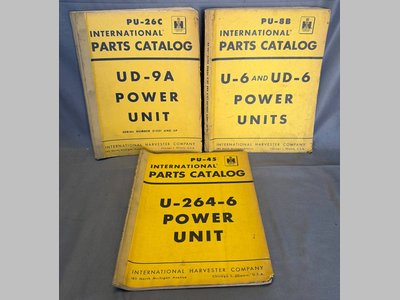 PU-26C
INTERNATIONAL
PARTS CATALOG
UD-9A
POWER
UNIT
INTERNATIONAL HARVESTER COMPANY
PU-8B
INTERNATIONAL
PARTS CATALOG
U-6 AND UD-6
POWER
UNITS
INTERNATIONAL HARVESTER COMPANY
PU-4S
INTERNATIONAL
PARTS CATALOG
U-264-6
POWER
UNIT
INTERNATIONAL HARVESTER COMPANY